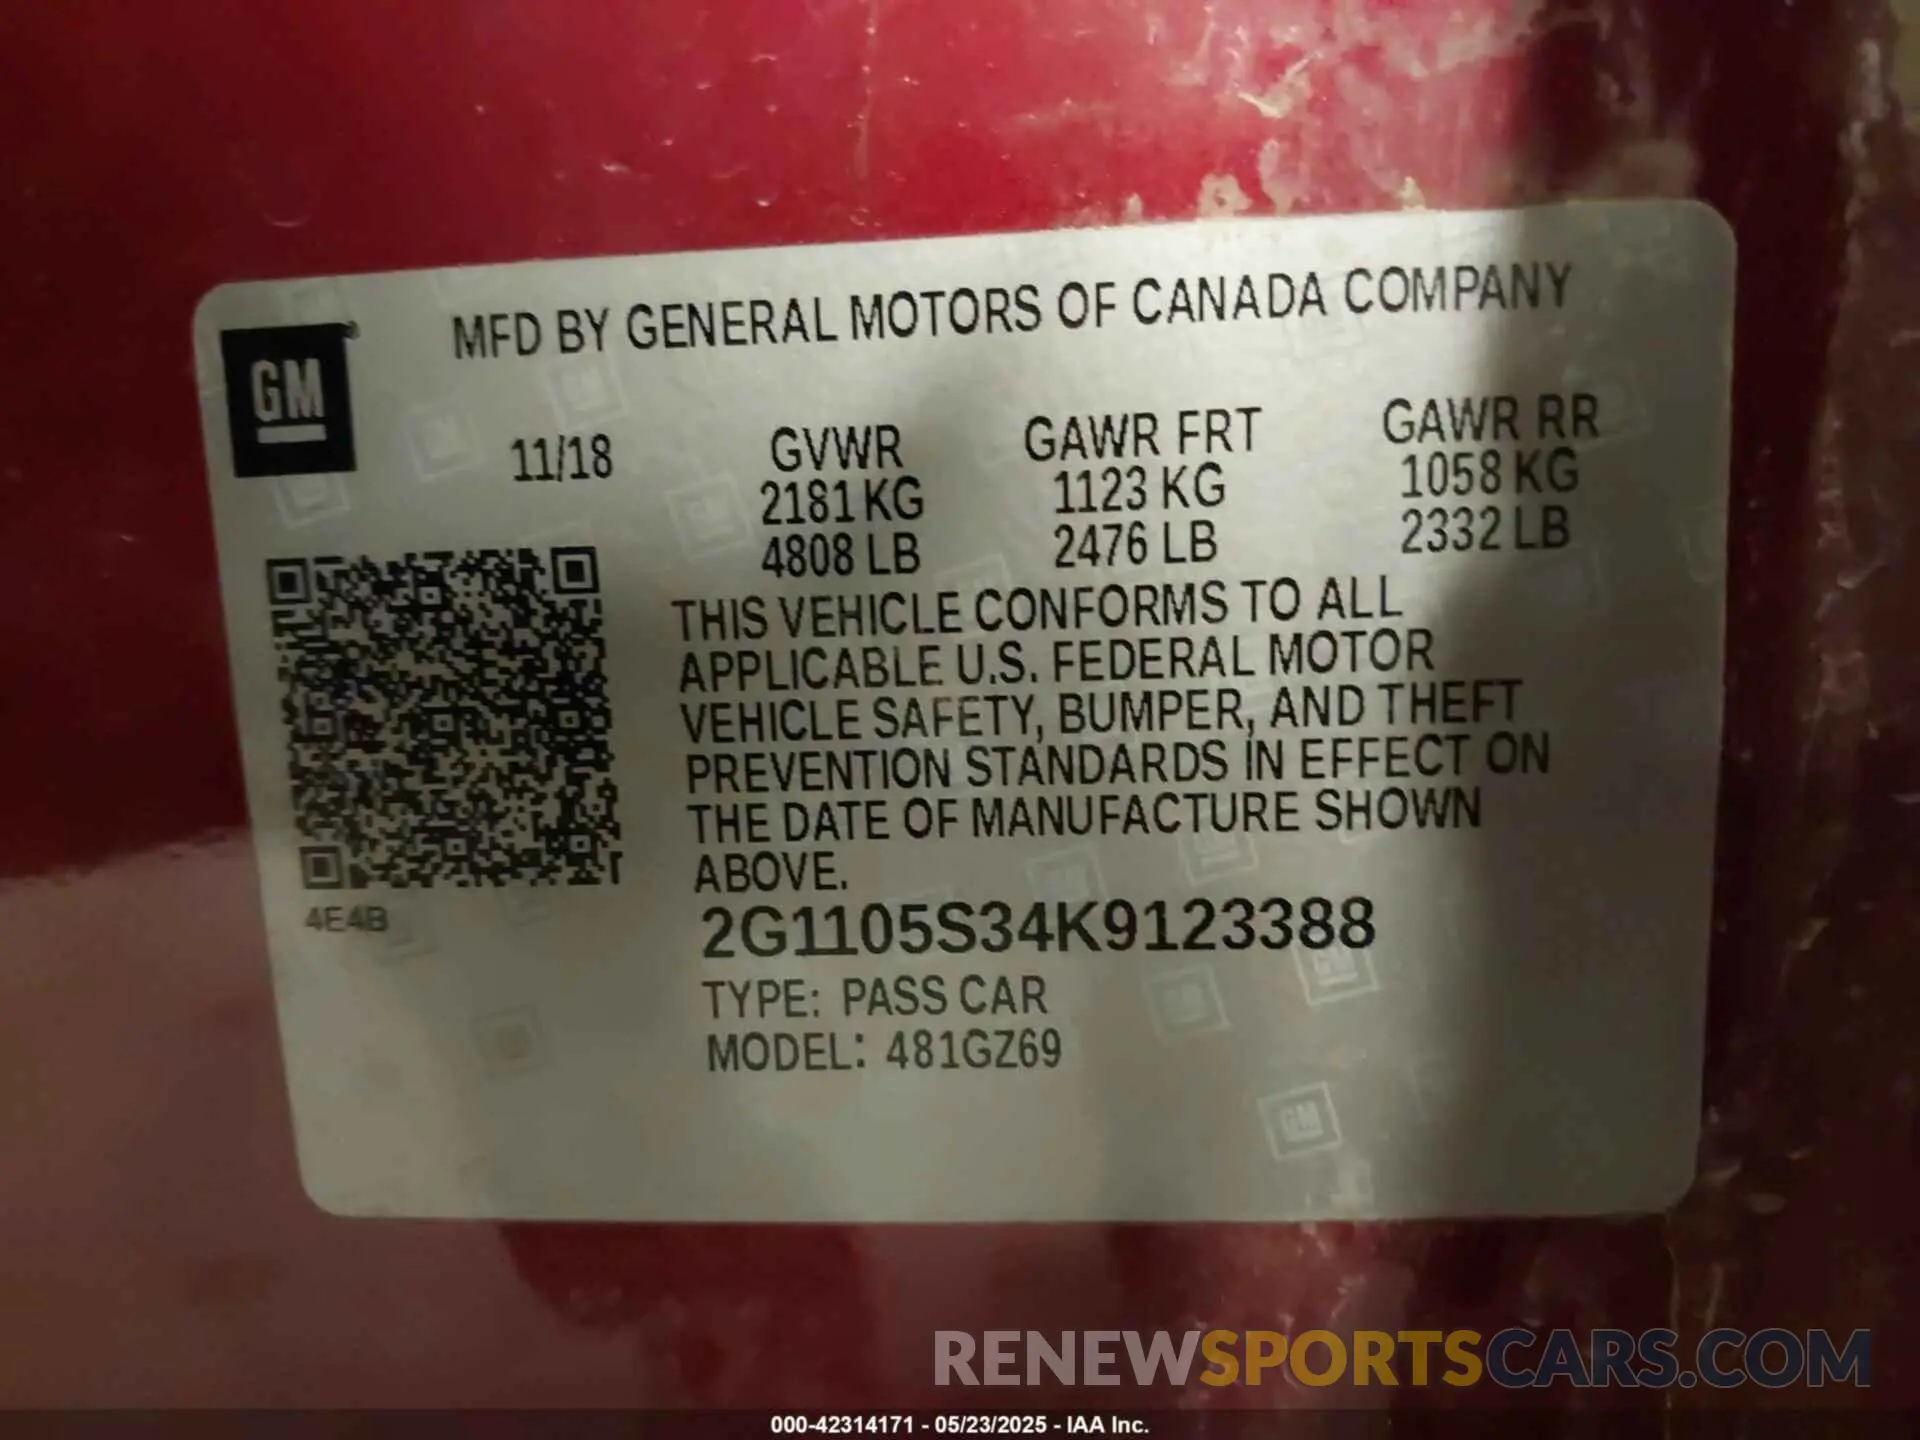 MFD BY GENERAL MOTORS OF CANADA COMPANY
GM®
11/18
GVWR GAWR FRT GAWR RR
2181 KG 1123 KG 1058 KG
4808 LB 2476 LB 2332 LB
THIS VEHICLE CONFORMS TO ALL
APPLICABLE U.S. FEDERAL MOTOR
VEHICLE SAFETY, BUMPER, AND THEFT
PREVENTION STANDARDS IN EFFECT ON
THE DATE OF MANUFACTURE SHOWN
ABOVE.
4E4B
2G1105S34K9123388
TYPE: PASS CAR
MODEL: 481GZ69
GM
RENEWSPORTSCARS.COM
000-42314171 - 05/23/2025 - IAA Inc.